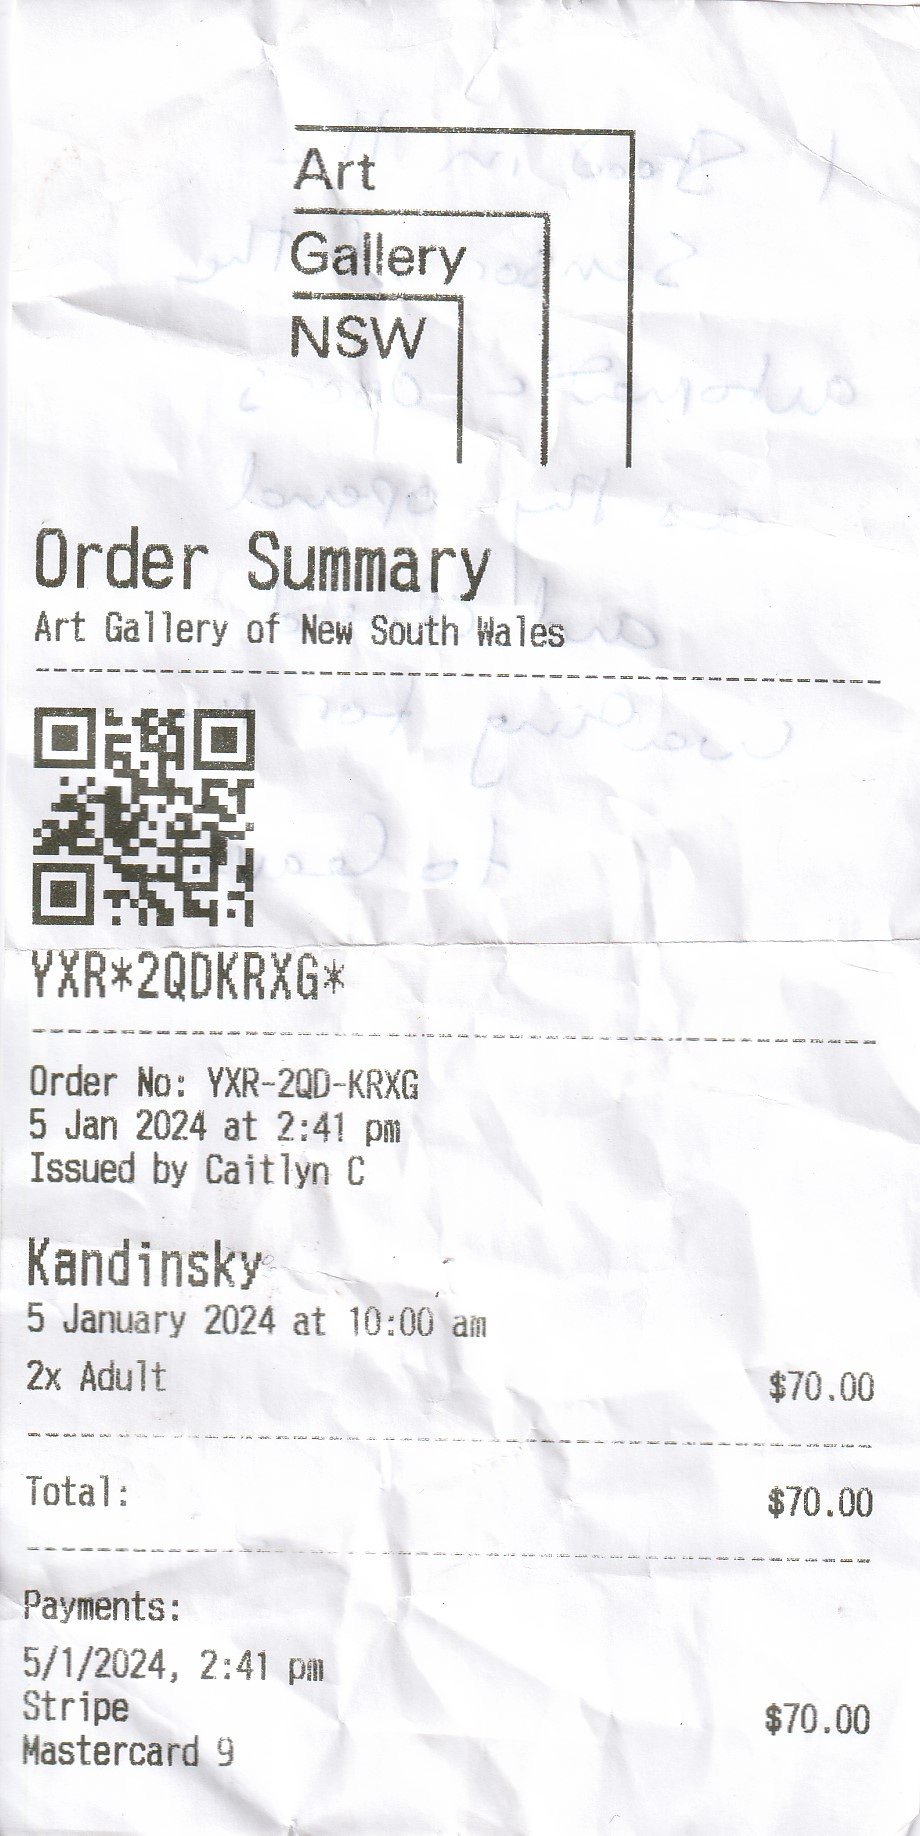 Art
Gallery
NSW
Order Summary
Art Gallery of New South Wales
YXR*2QDKRXG*
Order No: YXR-2QD-KRXG
5 Jan 2024 at 2:41 pm
Issued by Caitlyn C
Kandinsky
5 January 2024 at 10:00 am
2x Adult $70.00
Total: $70.00
Payments:
5/1/2024, 2:41 pm
Stripe $70.00
Mastercard 9